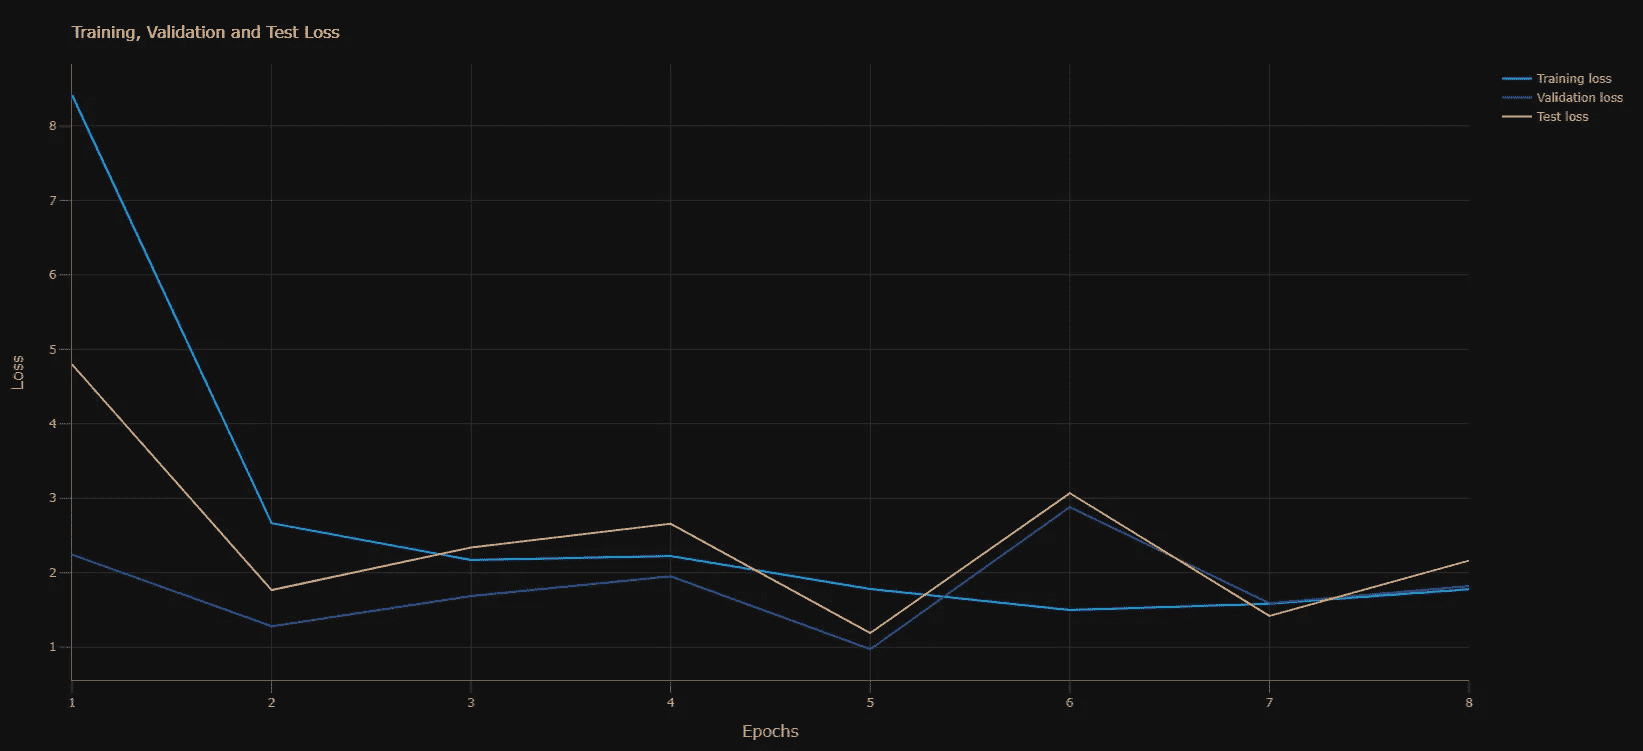 Training, Validation and Test Loss
Training loss
Validation loss
Test loss
8
7
6
5
4
3
2
1
Loss
1 2 3 4 5 6 7 8
Epochs